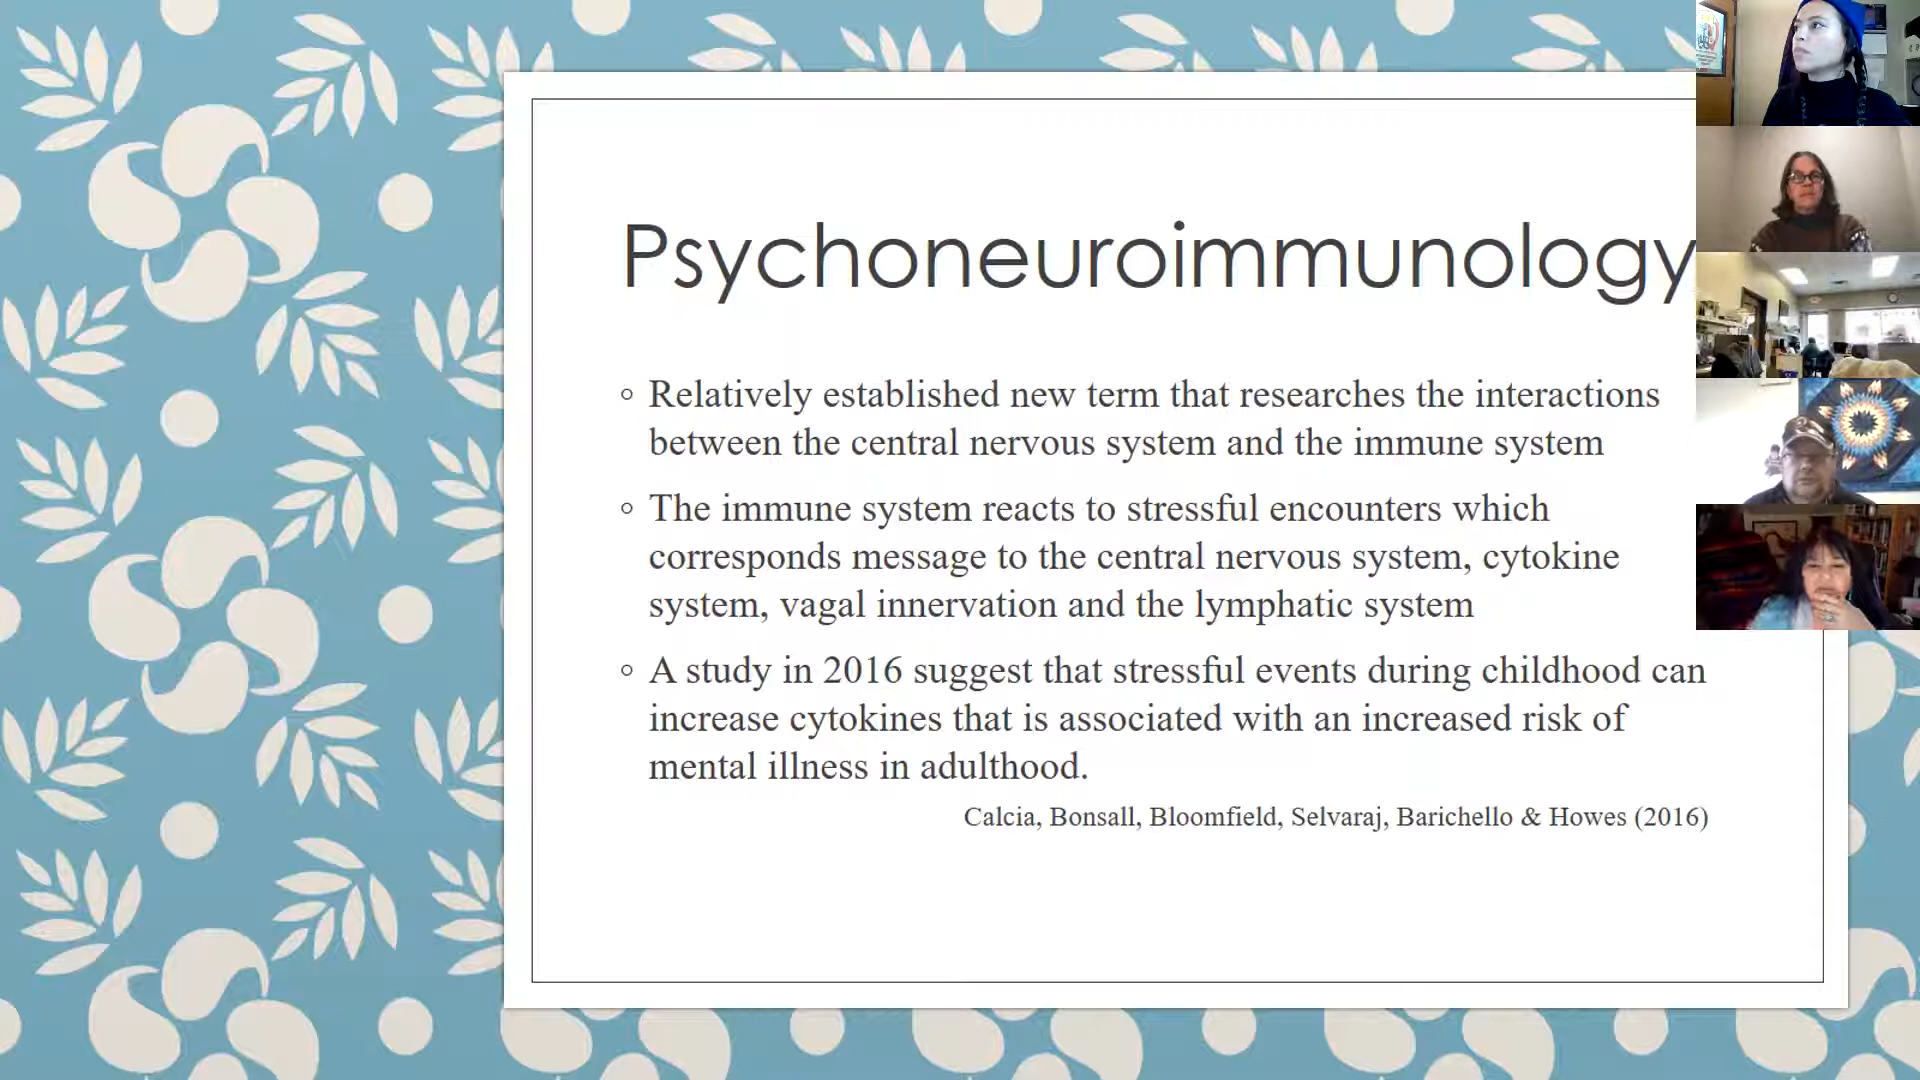 Psychoneuroimmunology
Relatively established new term that researches the interactions
between the central nervous system and the immune system
The immune system reacts to stressful encounters which
corresponds message to the central nervous system, cytokine
system, vagal innervation and the lymphatic system
A study in 2016 suggest that stressful events during childhood can
increase cytokines that is associated with an increased risk of
mental illness in adulthood.
Calcia, Bonsall, Bloomfield, Selvaraj, Barichello & Howes (2016)